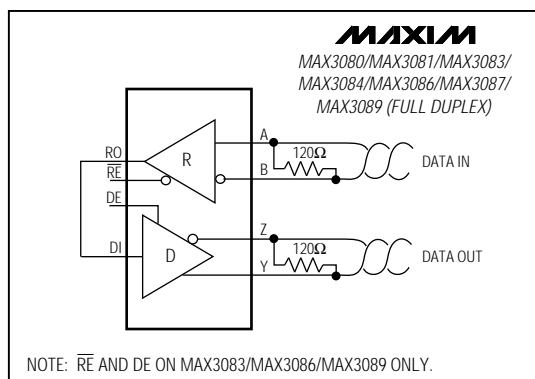 MAXIM
MAX3080/MAX3081/MAX3083/
MAX3084/MAX3086/MAX3087/
MAX3089 (FULL DUPLEX)
A
RO
R
120Ω
DATA IN
RE
B
DE
Z
DI
D
120Ω
DATA OUT
Y
NOTE: RE AND DE ON MAX3083/MAX3086/MAX3089 ONLY.